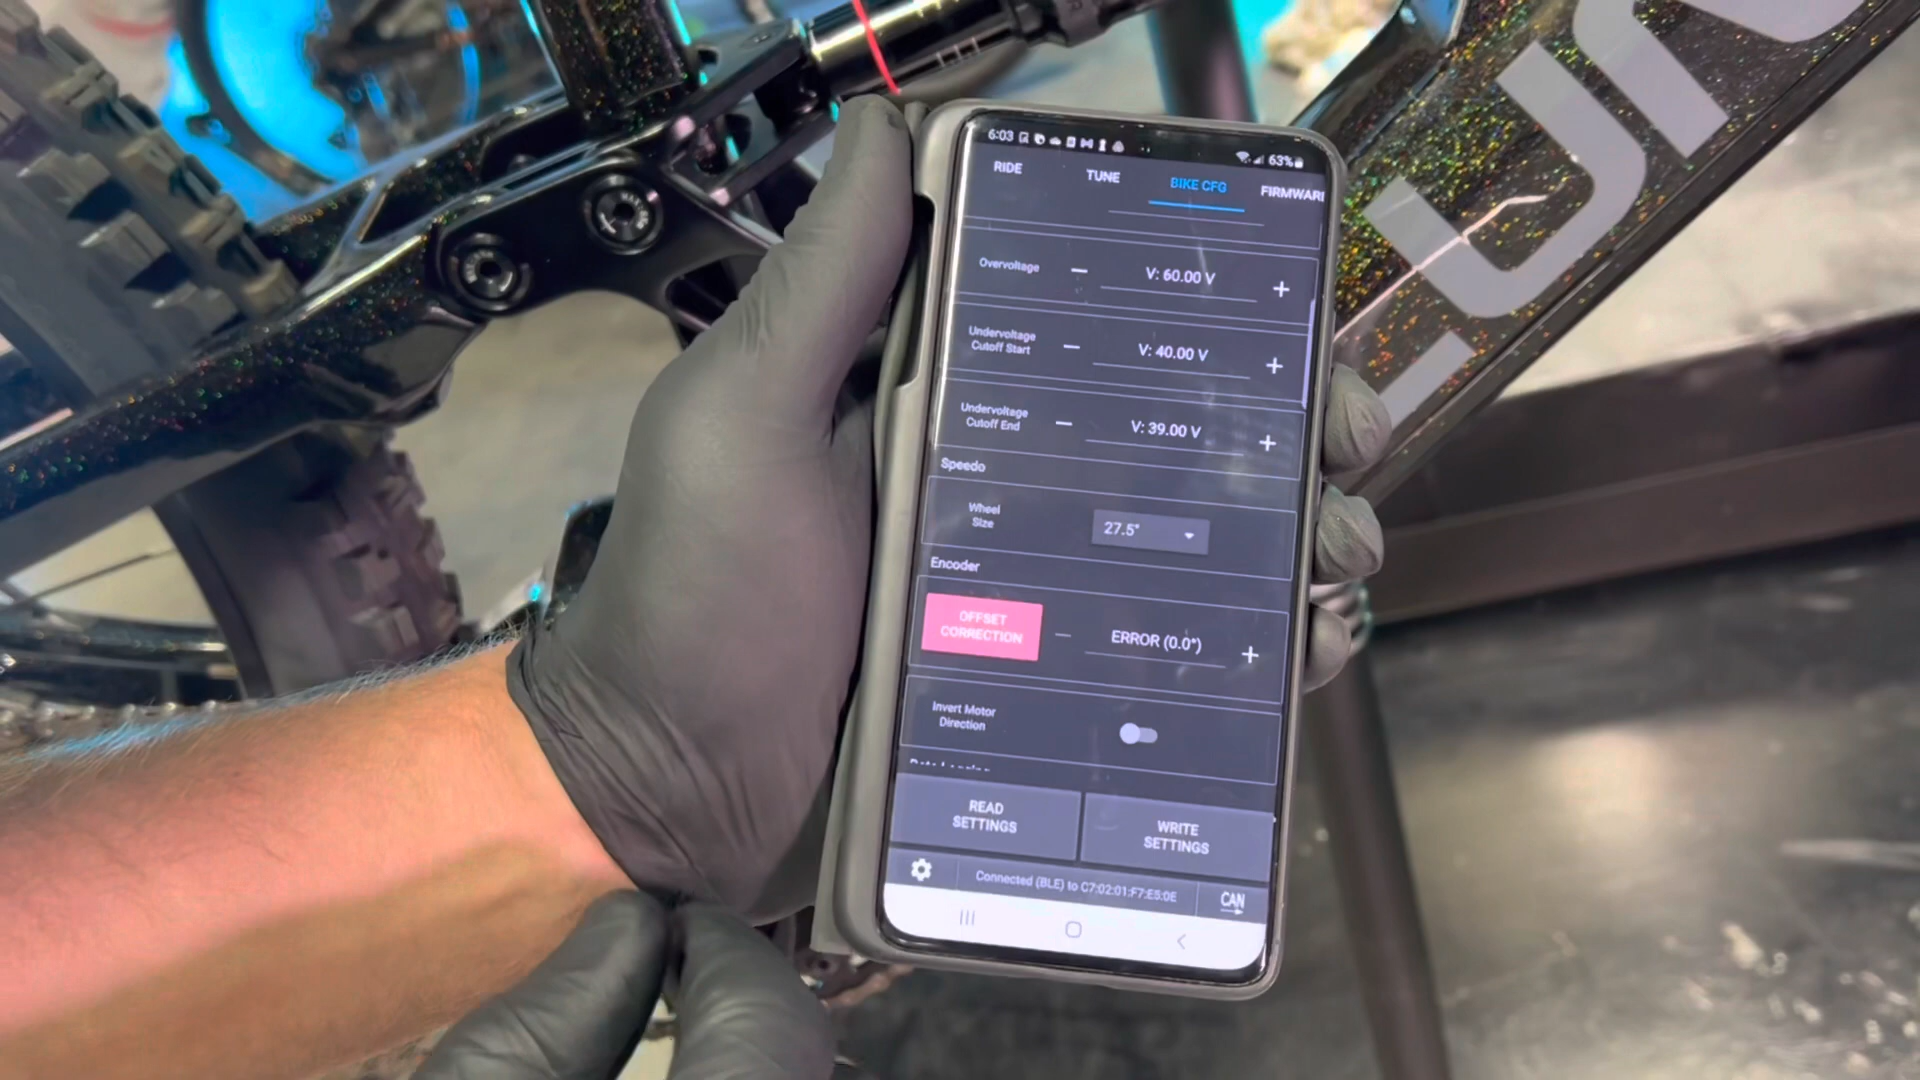 6:03
63%
RIDE
TUNE
BIKE CFG
FIRMWARE
Overvoltage
V: 60.00 V
Undervoltage
Cutoff Start
V: 40.00 V
Undervoltage
Cutoff End
V: 39.00 V
Speedo
Wheel
Size
27.5"
Encoder
OFFSET
CORRECTION
ERROR (0.0°)
Invert Motor
Direction
READ
SETTINGS
WRITE
SETTINGS
Connected (BLE) to C7:02:01:F7:E5:0E
CAN